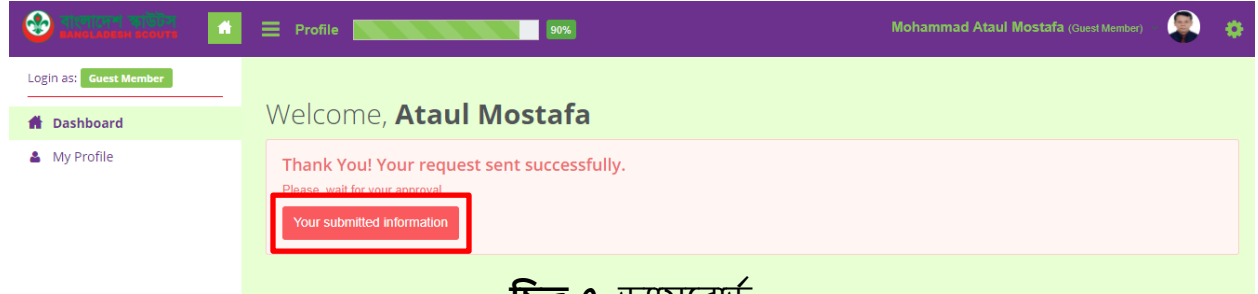 বাংলাদেশ স্কাউটস
BANGLADESH SCOUTS
Profile 90% Mohammad Ataul Mostafa (Guest Member)
Login as: Guest Member
Dashboard
My Profile
Welcome, Ataul Mostafa
Thank You! Your request sent successfully.
Please, wait for your approval
Your submitted information